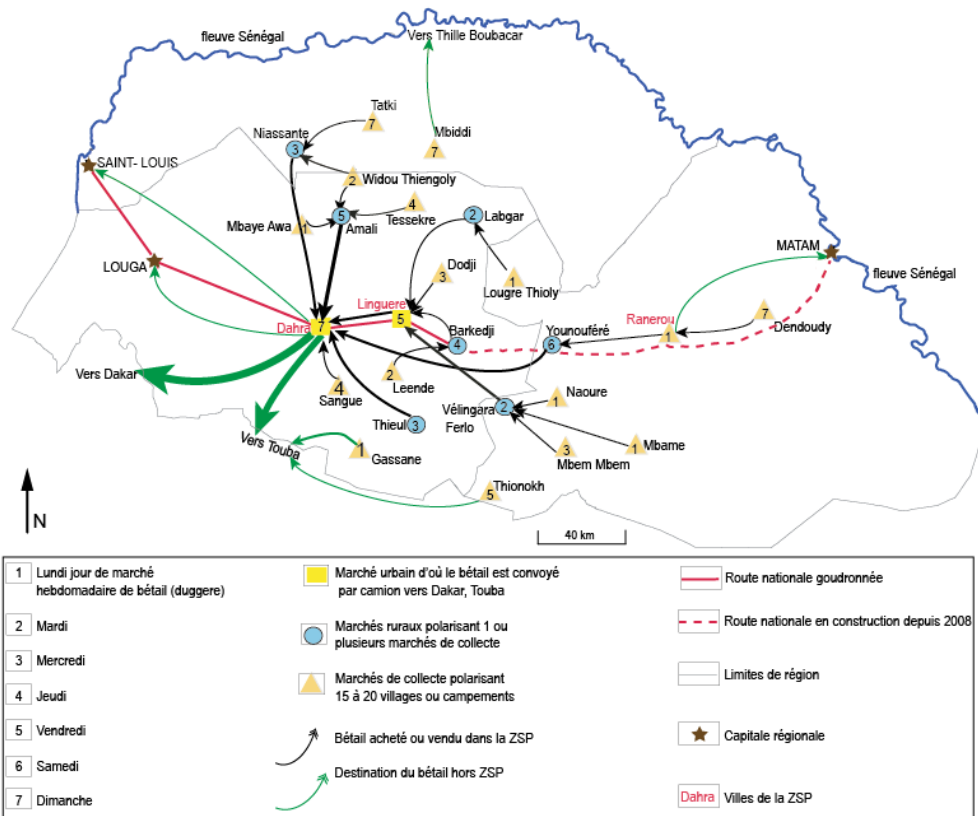 fleuve Sénégal
Vers Thille Boubacar
Tatki
7
Niassante
3
Mbiddi
7
SAINT- LOUIS
2
Widou Thiengoly
4
Tessekre
Mbaye Awa
1
5
Amali
2
Labgar
MATAM
LOUGA
Dodji
3
1
Lougre Thioly
fleuve Sénégal
Linguere
5
Dahra
7
Barkedji
4
Younouféré
6
Ranerou
1
7
Dendoudy
Vers Dakar
4
Sangue
2
Leende
Thieul
3
Vélingara
Ferlo
2
Naoure
1
Mbame
1
3
Mbem Mbem
Vers Touba
1
Gassane
Thionokh
5
N
40 km
1 Lundi jour de marché
hebdomadaire de bétail (duggere)
2 Mardi
3 Mercredi
4 Jeudi
5 Vendredi
6 Samedi
7 Dimanche
Marché urbain d'où le bétail est convoyé
par camion vers Dakar, Touba
Marchés ruraux polarisant 1 ou
plusieurs marchés de collecte
Marchés de collecte polarisant
15 à 20 villages ou campements
Bétail acheté ou vendu dans la ZSP
Destination du bétail hors ZSP
Route nationale goudronnée
Route nationale en construction depuis 2008
Limites de région
Capitale régionale
Dahra Villes de la ZSP